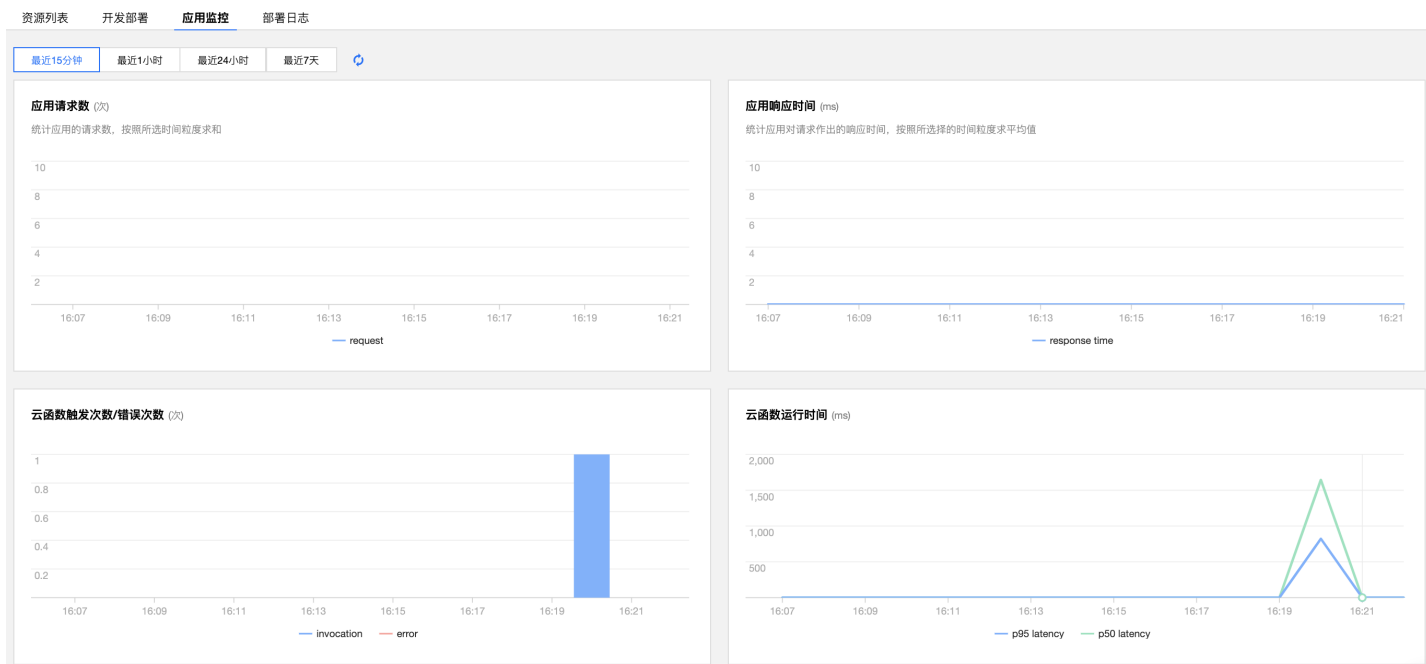 资源列表 开发部署 应用监控 部署日志
最近15分钟 最近1小时 最近24小时 最近7天
应用请求数 (次)
统计应用的请求数，按照所选时间粒度求和
10
8
6
4
2
16:07 16:09 16:11 16:13 16:15 16:17 16:19 16:21
request
应用响应时间 (ms)
统计应用对请求作出的响应时间，按照所选择的时间粒度求平均值
10
8
6
4
2
16:07 16:09 16:11 16:13 16:15 16:17 16:19 16:21
response time
云函数触发次数/错误次数 (次)
1
0.8
0.6
0.4
0.2
16:07 16:09 16:11 16:13 16:15 16:17 16:19 16:21
invocation error
云函数运行时间 (ms)
2,000
1,500
1,000
500
16:07 16:09 16:11 16:13 16:15 16:17 16:19 16:21
p95 latency p50 latency